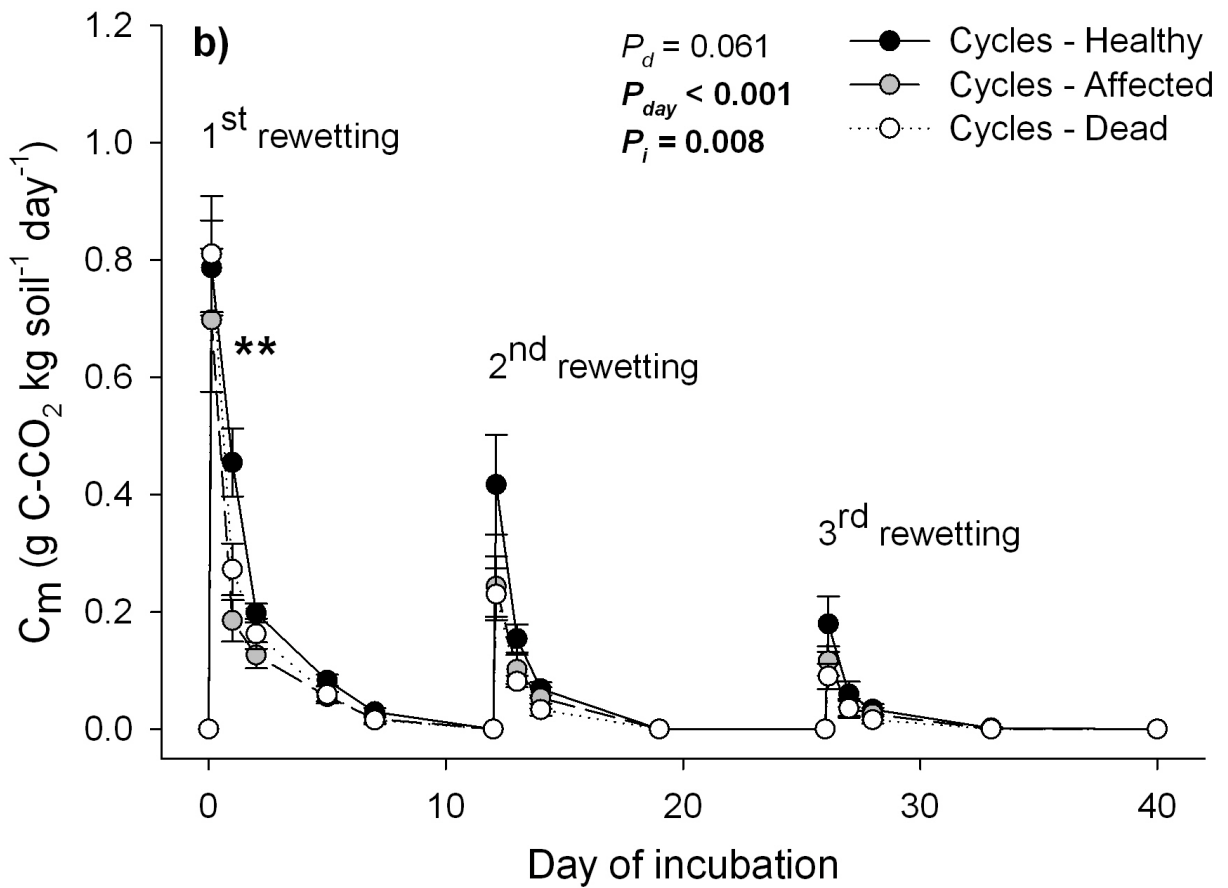 b)
P_d = 0.061
P_day < 0.001
P_i = 0.008
Cycles - Healthy
Cycles - Affected
Cycles - Dead
1st rewetting
**
2nd rewetting
3rd rewetting
1.2
1.0
0.8
0.6
0.4
0.2
0.0
Cm (g C-CO2 kg soil-1 day-1)
0 10 20 30 40
Day of incubation